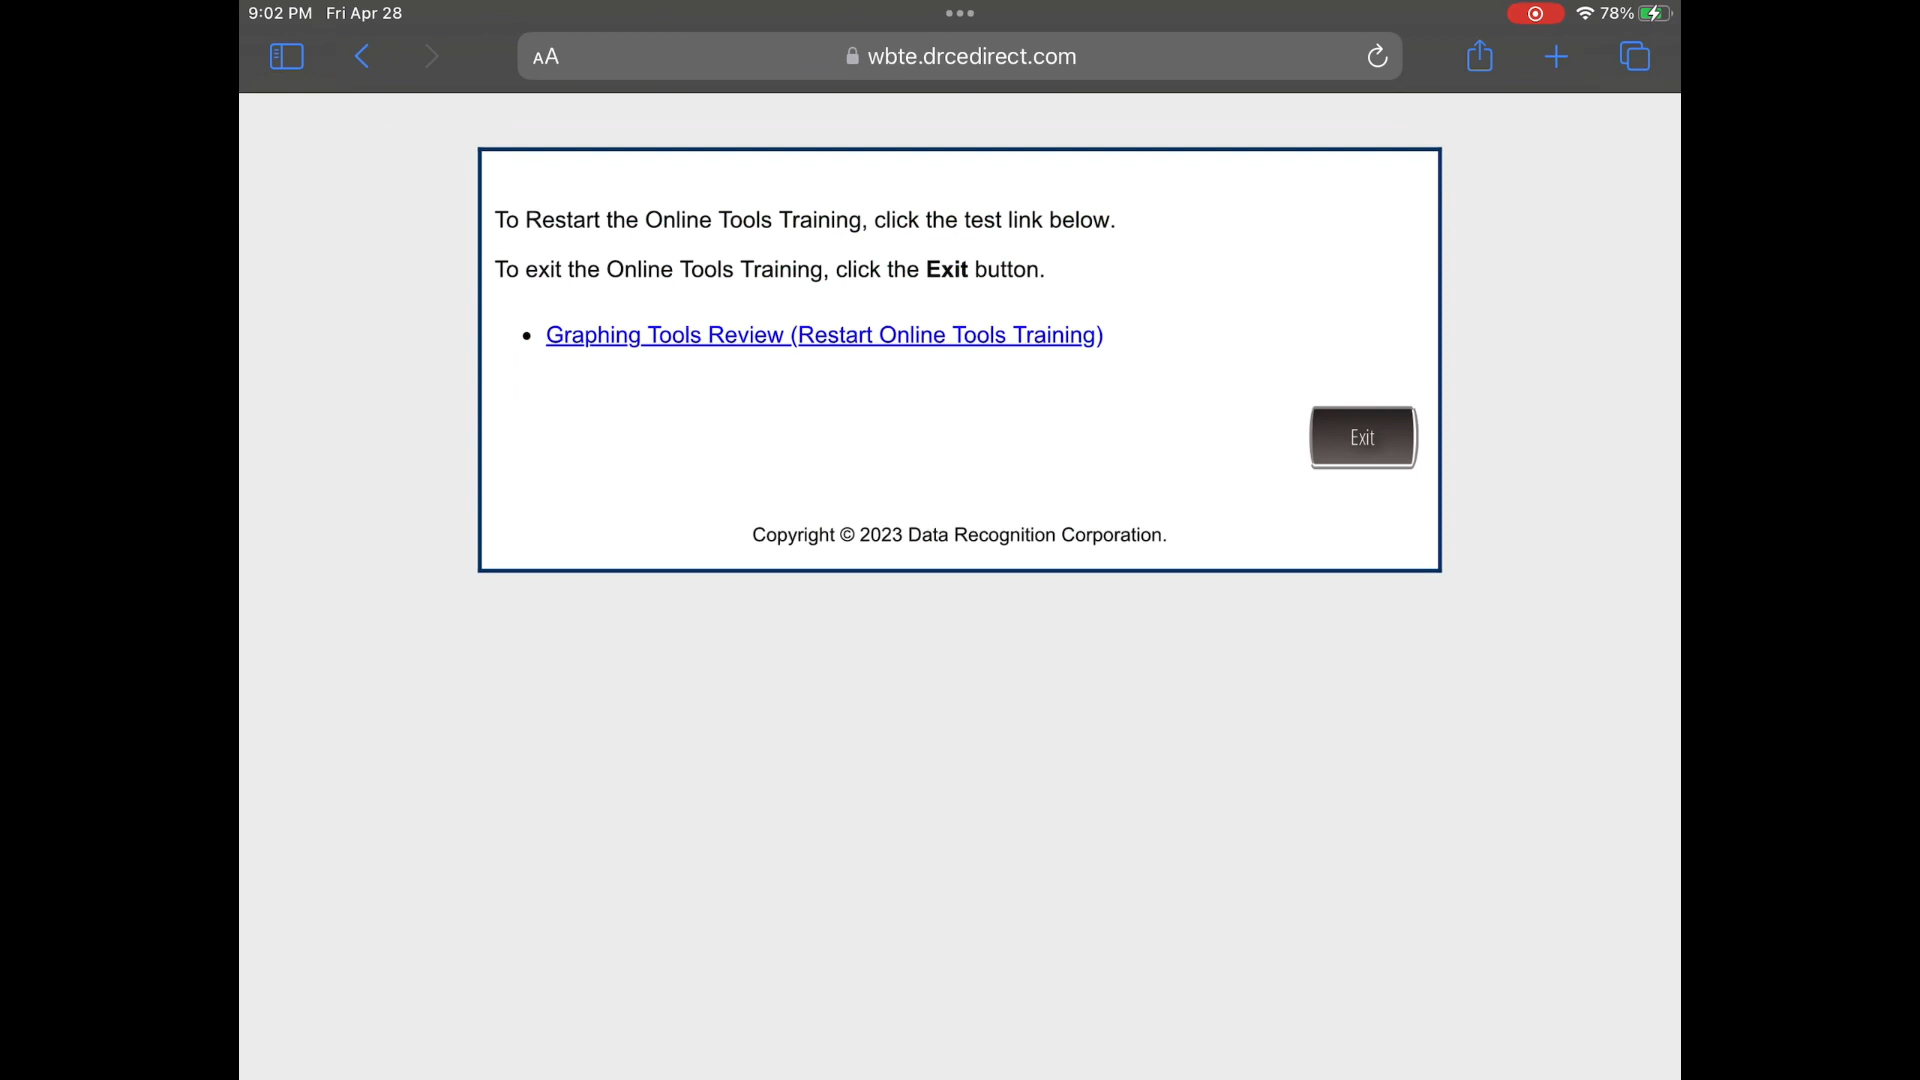 9:02 PM Fri Apr 28
78%
AA
wbte.drcedirect.com
To Restart the Online Tools Training, click the test link below.
To exit the Online Tools Training, click the Exit button.
• Graphing Tools Review (Restart Online Tools Training)
Exit
Copyright © 2023 Data Recognition Corporation.